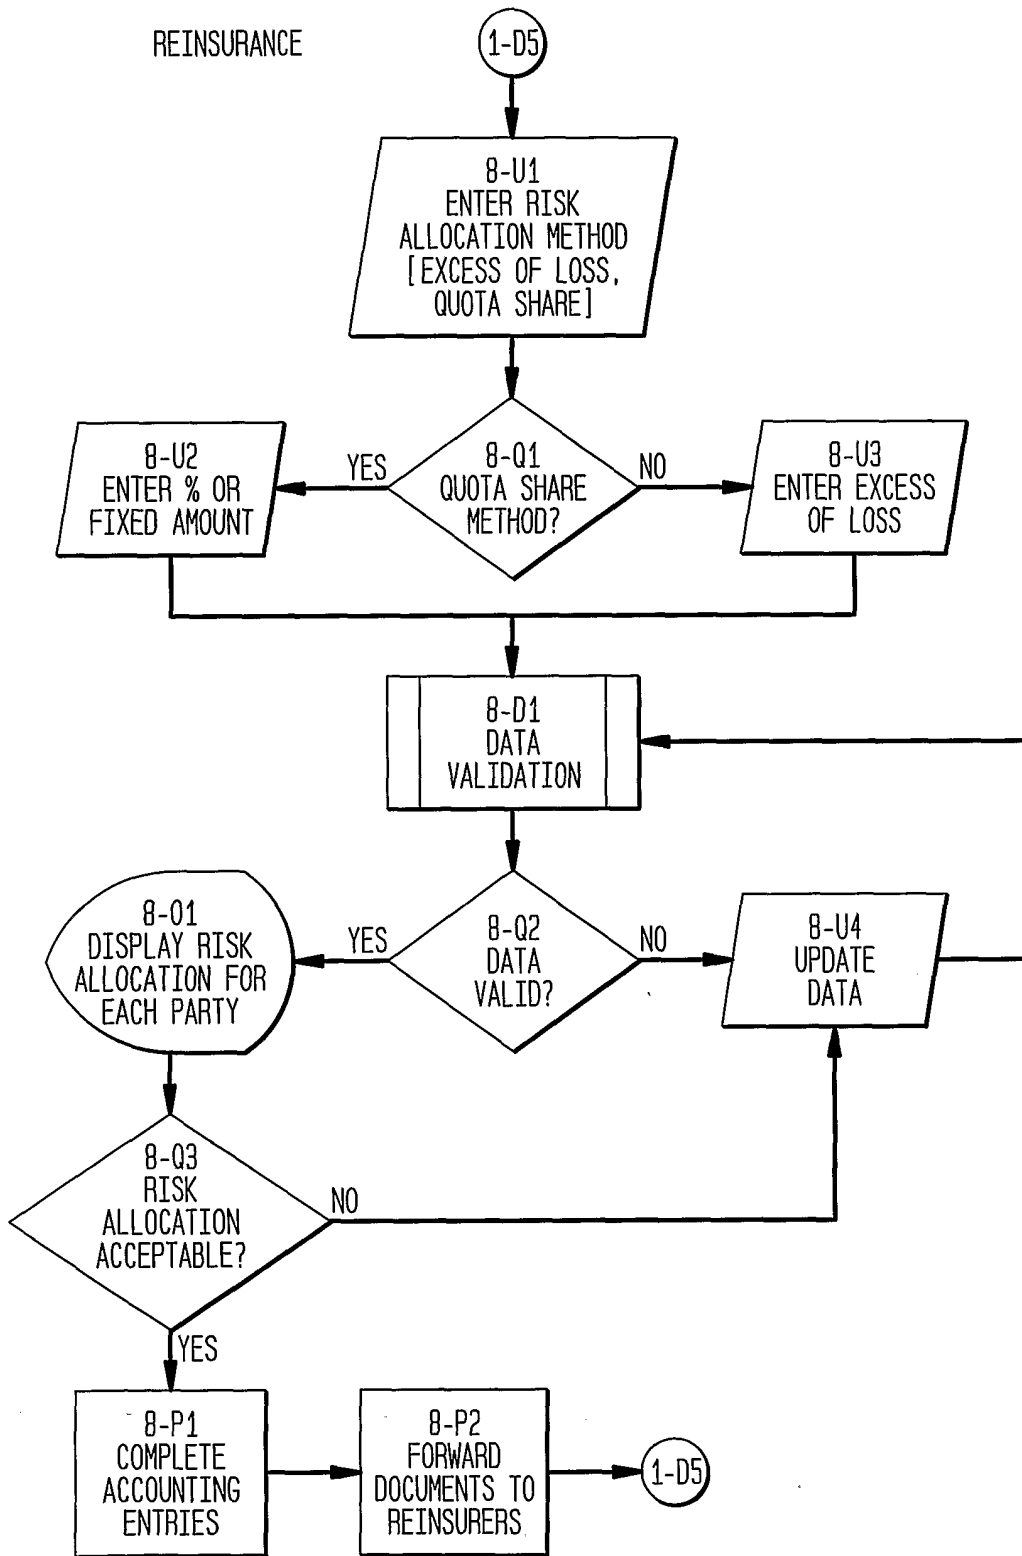 REINSURANCE
1-D5
8-U1
ENTER RISK
ALLOCATION METHOD
[EXCESS OF LOSS,
QUOTA SHARE]
8-U2
ENTER % OR
FIXED AMOUNT
YES
8-Q1
QUOTA SHARE
METHOD?
NO
8-U3
ENTER EXCESS
OF LOSS
8-D1
DATA
VALIDATION
8-O1
DISPLAY RISK
ALLOCATION FOR
EACH PARTY
YES
8-Q2
DATA
VALID?
NO
8-U4
UPDATE
DATA
8-Q3
RISK
ALLOCATION
ACCEPTABLE?
NO
YES
8-P1
COMPLETE
ACCOUNTING
ENTRIES
8-P2
FORWARD
DOCUMENTS TO
REINSURERS
1-D5